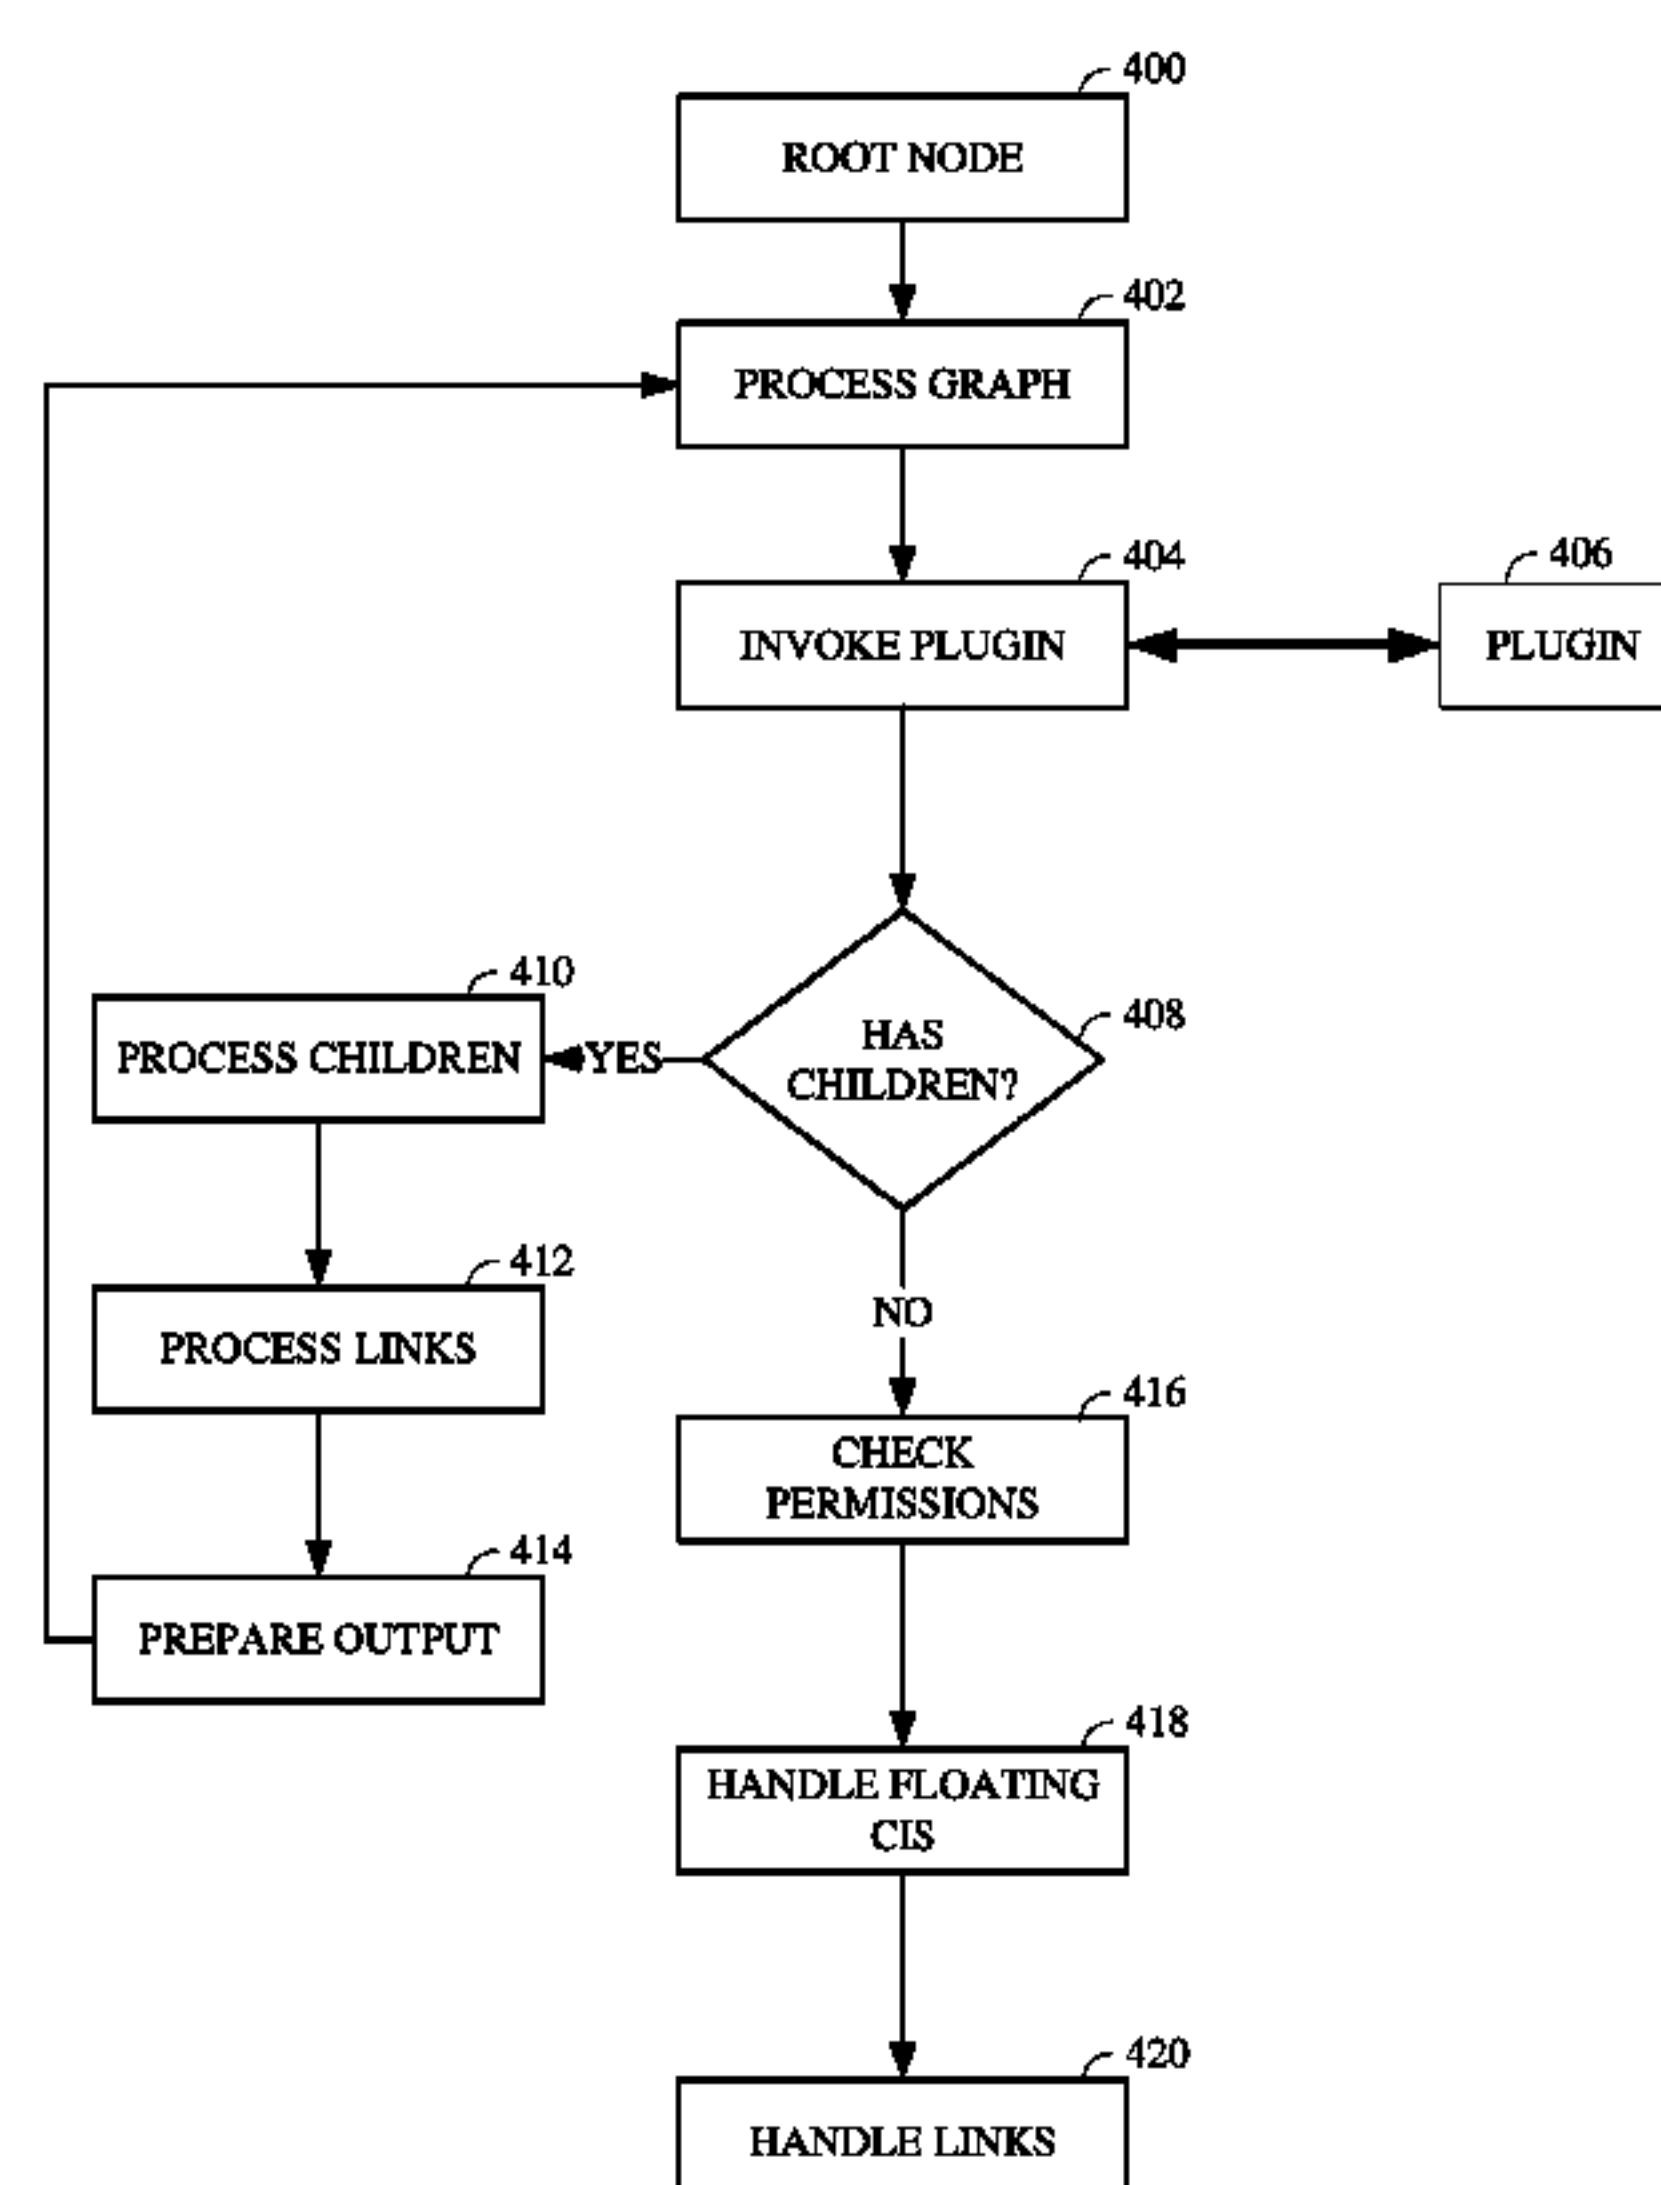 400
ROOT NODE
402
PROCESS GRAPH
404
INVOKE PLUGIN
406
PLUGIN
408
HAS
CHILDREN?
YES
410
PROCESS CHILDREN
412
PROCESS LINKS
414
PREPARE OUTPUT
NO
416
CHECK
PERMISSIONS
418
HANDLE FLOATING
CIS
420
HANDLE LINKS